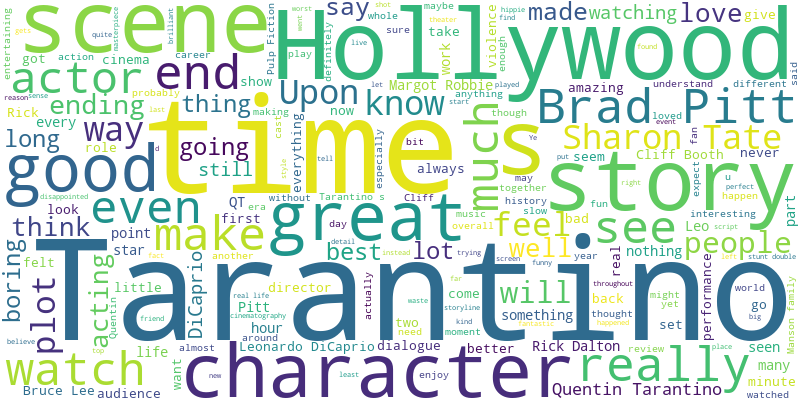 scene
Hollywood
say
made
watching
love
give
actor
end
Upon
know
Brad Pitt
ending
way
thing
time
s
Sharon Tate
long
going
good
much
story
still
even
great
see
think
make
feel
people
plot
best
lot
well
boring
acting
Tarantino
will
DiCaprio
watch
character
really
Quentin Tarantino
Bruce Lee
audience
Leonardo DiCaprio
dialogue
better
Rick Dalton
Margot Robbie
Cliff Booth
Pulp Fiction
violence
work
take
whole
maybe
sure
definitely
play
live
entertaining
masterpiece
quite
brilliant
career
worst
want
shot
theater
find
enough
hippie
got
action
cinema
show
probably
making
now
anything
amazing
understand
different
said
loved
event
fan
reason
sense
Rick
every
role
cast
everything
especially
bit
always
though
played
start
let
found
Ye
seem
never
put
expect
may
together
history
slow
fun
bad
u
perfect
happen
right
interesting
script
disappointed
look
QT
era
without
Tarantino s
Cliff
first
day
detail
instead
music
overall
Leo
nothing
part
point
star
felt
Quentin
little
director
another
fact
real life
cinematography
Pitt
hour
around
actually
two
need
come
moment
kind
storyline
far
waste
screen
funny
trying
something
fantastic
year
thought
happened
back
real
performance
throughout
set
might
yet
seen
go
world
big
left
stunt double
Manson family
many
minute
watched
review
place
life
friend
top
believe
almost
want
new
least
enjoy
style
tell
last
d
gets